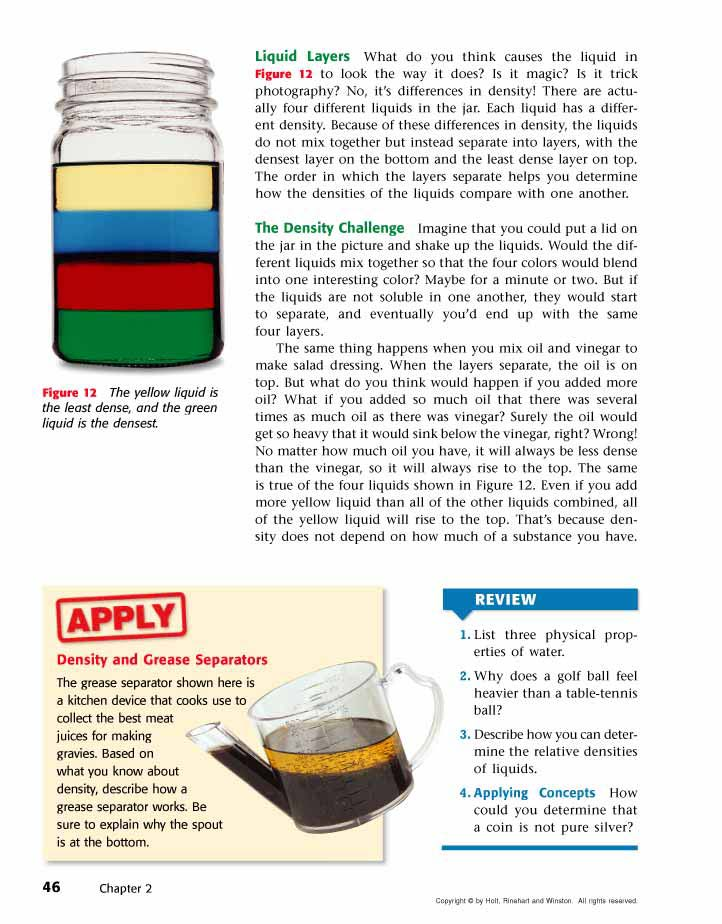 Liquid Layers What do you think causes the liquid in
Figure 12 to look the way it does? Is it magic? Is it trick
photography? No, it's differences in density! There are actu-
ally four different liquids in the jar. Each liquid has a differ-
ent density. Because of these differences in density, the liquids
do not mix together but instead separate into layers, with the
densest layer on the bottom and the least dense layer on top.
The order in which the layers separate helps you determine
how the densities of the liquids compare with one another.
The Density Challenge Imagine that you could put a lid on
the jar in the picture and shake up the liquids. Would the dif-
ferent liquids mix together so that the four colors would blend
into one interesting color? Maybe for a minute or two. But if
the liquids are not soluble in one another, they would start
to separate, and eventually you'd end up with the same
four layers.
The same thing happens when you mix oil and vinegar to
make salad dressing. When the layers separate, the oil is on
top. But what do you think would happen if you added more
oil? What if you added so much oil that there was several
times as much oil as there was vinegar? Surely the oil would
get so heavy that it would sink below the vinegar, right? Wrong!
No matter how much oil you have, it will always be less dense
than the vinegar, so it will always rise to the top. The same
is true of the four liquids shown in Figure 12. Even if you add
more yellow liquid than all of the other liquids combined, all
of the yellow liquid will rise to the top. That's because den-
sity does not depend on how much of a substance you have.
Figure 12 The yellow liquid is
the least dense, and the green
liquid is the densest.
APPLY
Density and Grease Separators
The grease separator shown here is
a kitchen device that cooks use to
collect the best meat
juices for making
gravies. Based on
what you know about
density, describe how a
grease separator works. Be
sure to explain why the spout
is at the bottom.
REVIEW
1. List three physical prop-
erties of water.
2. Why does a golf ball feel
heavier than a table-tennis
ball?
3. Describe how you can deter-
mine the relative densities
of liquids.
4. Applying Concepts How
could you determine that
a coin is not pure silver?
46 Chapter 2
Copyright © by Holt, Rinehart and Winston. All rights reserved.